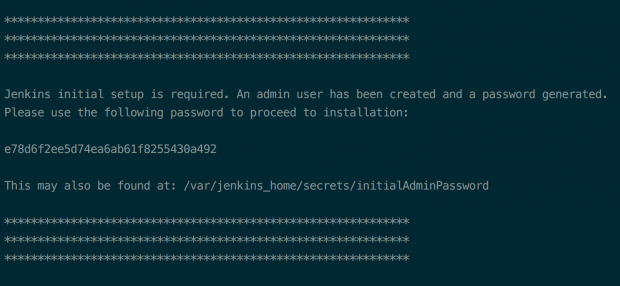 *************************************************************
*************************************************************
*************************************************************
Jenkins initial setup is required. An admin user has been created and a password generated.
Please use the following password to proceed to installation:
e78d6f2ee5d74ea6ab61f8255430a492
This may also be found at: /var/jenkins_home/secrets/initialAdminPassword
*************************************************************
*************************************************************
*************************************************************